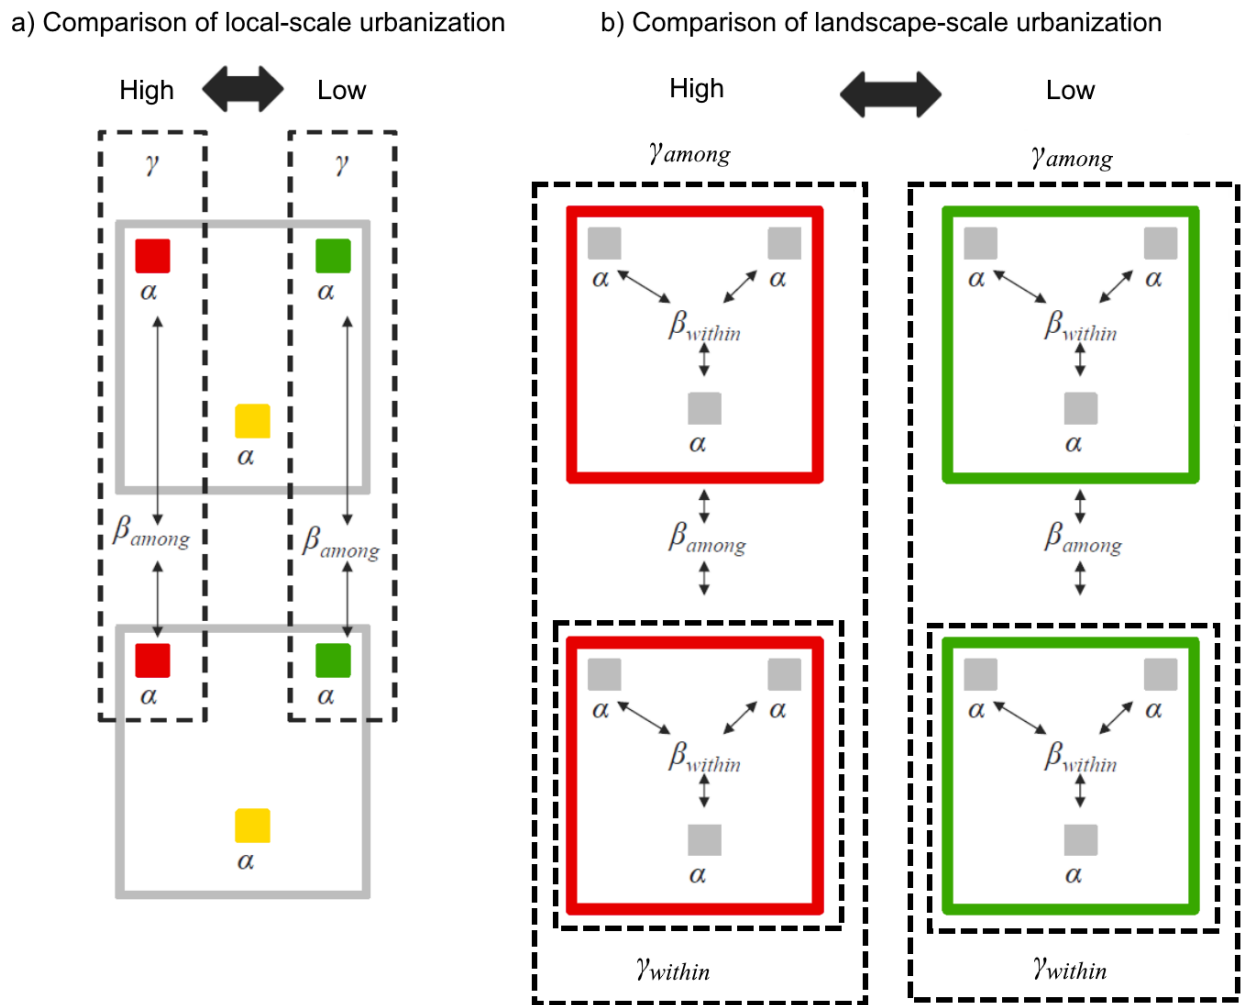 a) Comparison of local-scale urbanization
High Low
γ γ
α α
α
βamong βamong
α α
α
b) Comparison of landscape-scale urbanization
High Low
γamong γamong
α α α α
βwithin βwithin
α α
βamong βamong
α α α α
βwithin βwithin
α α
γwithin γwithin